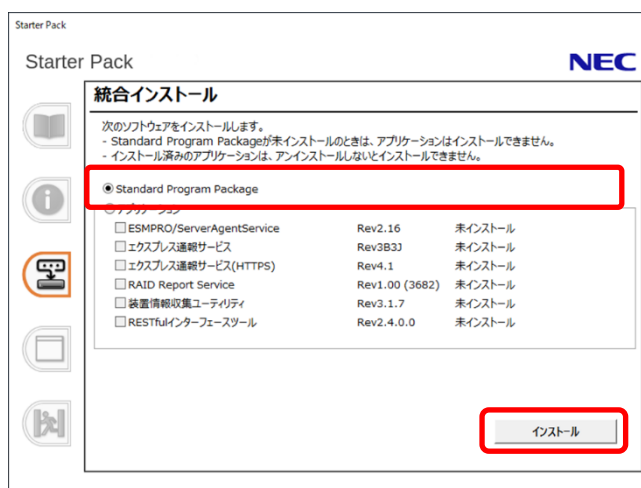 Starter Pack
Starter Pack
NEC
統合インストール
次のソフトウェアをインストールします。
- Standard Program Packageが未インストールのときは、アプリケーションはインストールできません。
- インストール済みのアプリケーションは、アンインストールしないとインストールできません。
Standard Program Package
アプリケーション
ESMPRO/ServerAgentService Rev2.16 未インストール
エクスプレス通報サービス Rev3B3J 未インストール
エクスプレス通報サービス(HTTPS) Rev4.1 未インストール
RAID Report Service Rev1.00 (3682) 未インストール
装置情報収集ユーティリティ Rev3.1.7 未インストール
RESTfulインターフェースツール Rev2.4.0.0 未インストール
インストール